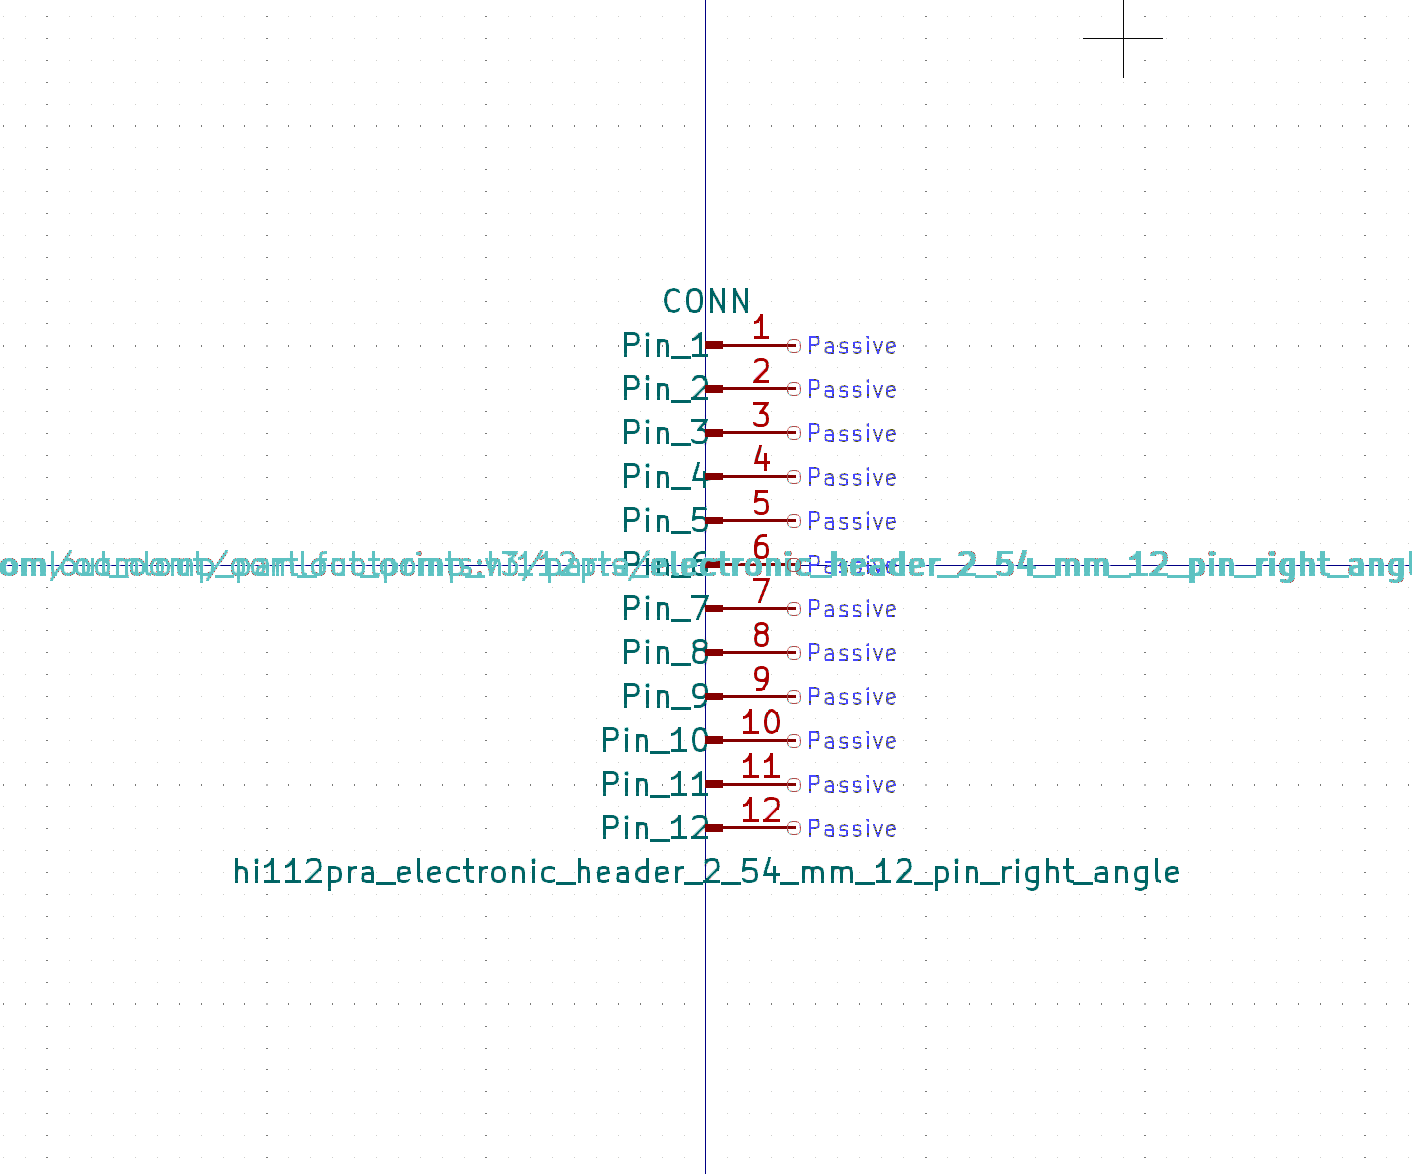 CONN
Pin_1 1 Passive
Pin_2 2 Passive
Pin_3 3 Passive
Pin_4 4 Passive
Pin_5 5 Passive
Pin_6 6 Passive
electronic_header_2_54_mm_12_pin_right_angl
Pin_7 7 Passive
Pin_8 8 Passive
Pin_9 9 Passive
Pin_10 10 Passive
Pin_11 11 Passive
Pin_12 12 Passive
hi112pra_electronic_header_2_54_mm_12_pin_right_angle